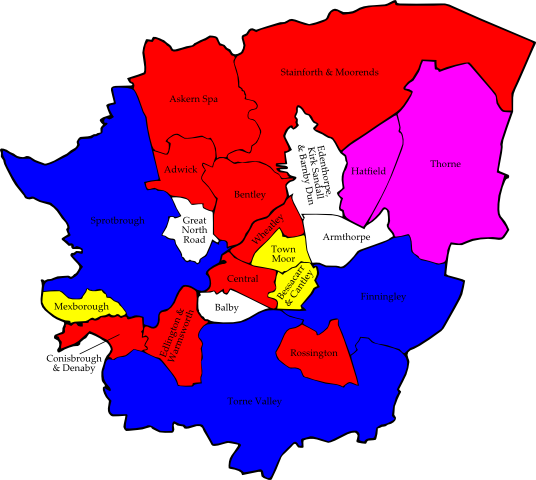 Stainforth & Moorends
Askern Spa
Edenthorpe,
Kirk Sandall
& Barnby Dun
Hatfield
Thorne
Adwick
Bentley
Sprotbrough
Great
North
Road
Wheatley
Town
Moor
Armthorpe
Central
Bessacarr
& Cantley
Finningley
Mexborough
Balby
Edlington &
Warmsworth
Conisbrough
& Denaby
Rossington
Torne Valley